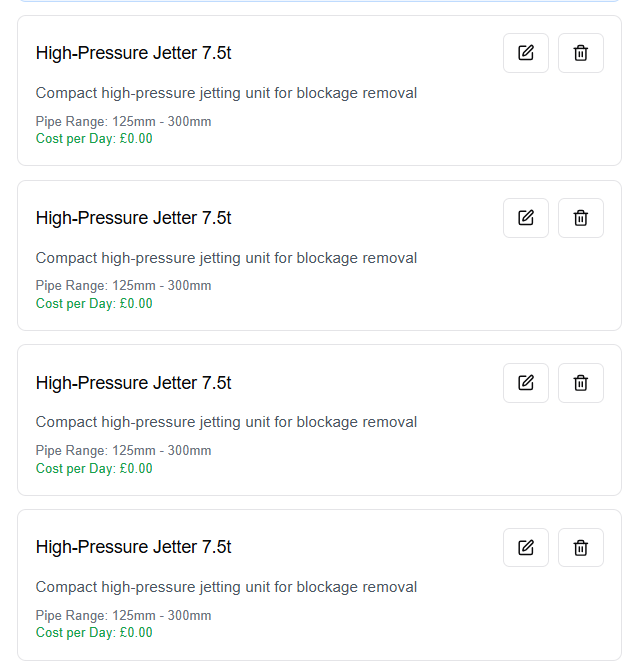 High-Pressure Jetter 7.5t
Compact high-pressure jetting unit for blockage removal
Pipe Range: 125mm - 300mm
Cost per Day: £0.00
High-Pressure Jetter 7.5t
Compact high-pressure jetting unit for blockage removal
Pipe Range: 125mm - 300mm
Cost per Day: £0.00
High-Pressure Jetter 7.5t
Compact high-pressure jetting unit for blockage removal
Pipe Range: 125mm - 300mm
Cost per Day: £0.00
High-Pressure Jetter 7.5t
Compact high-pressure jetting unit for blockage removal
Pipe Range: 125mm - 300mm
Cost per Day: £0.00